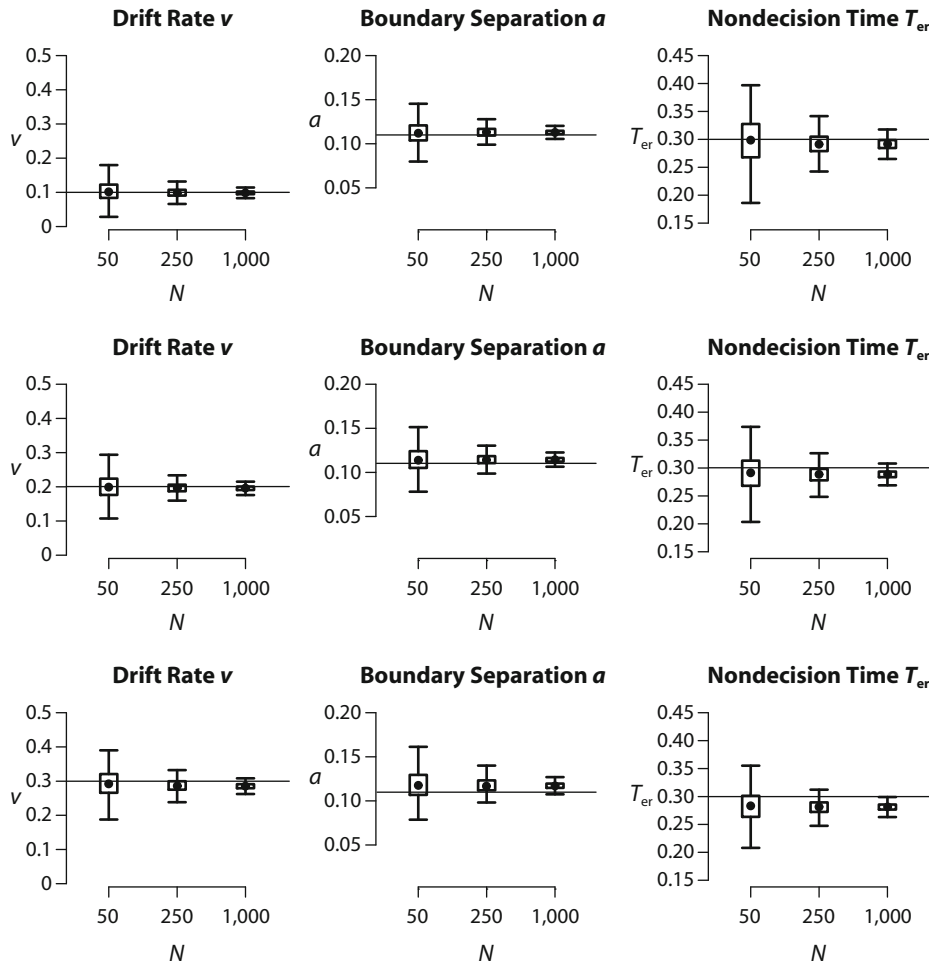 Drift Rate v
Boundary Separation a
Nondecision Time Ter
0.5
0.4
0.3
0.2
0.1
0
v
50
250
1,000
N
0.20
0.15
0.10
0.05
a
50
250
1,000
N
0.45
0.40
0.35
0.30
0.25
0.20
0.15
Ter
50
250
1,000
N
Drift Rate v
Boundary Separation a
Nondecision Time Ter
0.5
0.4
0.3
0.2
0.1
0
v
50
250
1,000
N
0.20
0.15
0.10
0.05
a
50
250
1,000
N
0.45
0.40
0.35
0.30
0.25
0.20
0.15
Ter
50
250
1,000
N
Drift Rate v
Boundary Separation a
Nondecision Time Ter
0.5
0.4
0.3
0.2
0.1
0
v
50
250
1,000
N
0.20
0.15
0.10
0.05
a
50
250
1,000
N
0.45
0.40
0.35
0.30
0.25
0.20
0.15
Ter
50
250
1,000
N